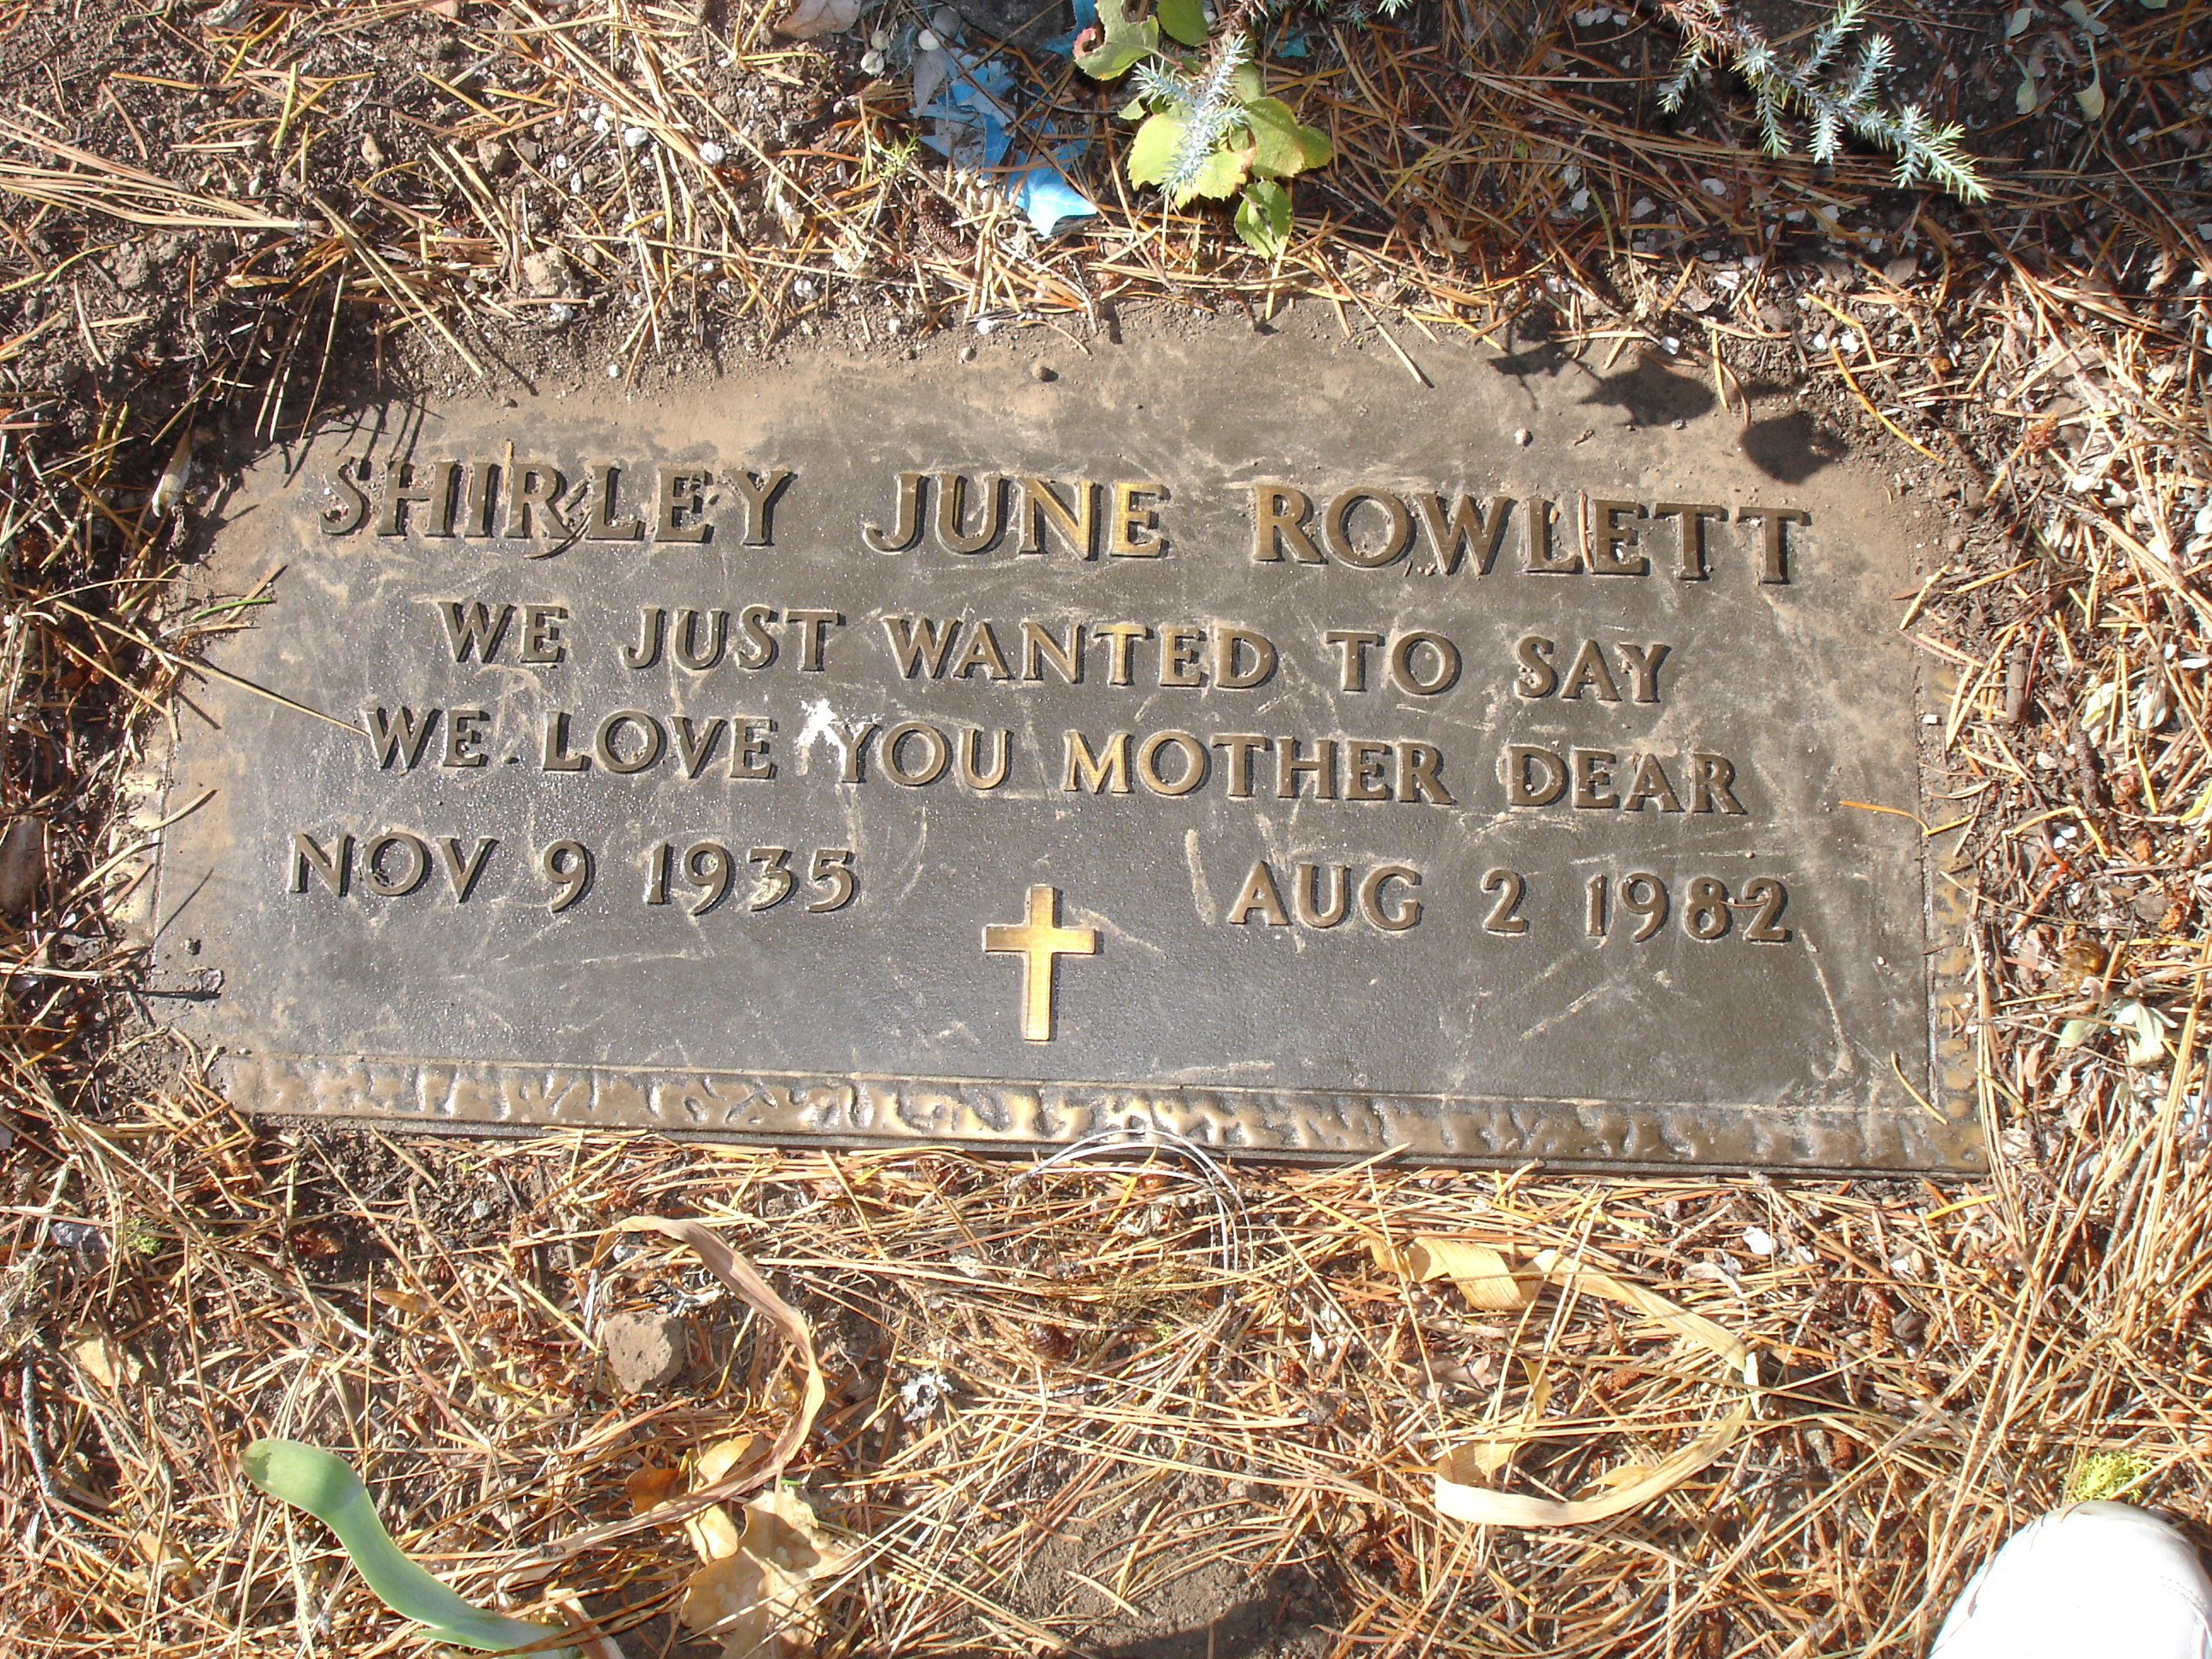 SHIRLEY JUNE ROWLETT
WE JUST WANTED TO SAY
WE LOVE YOU MOTHER DEAR
NOV 9 1935 AUG 2 1982